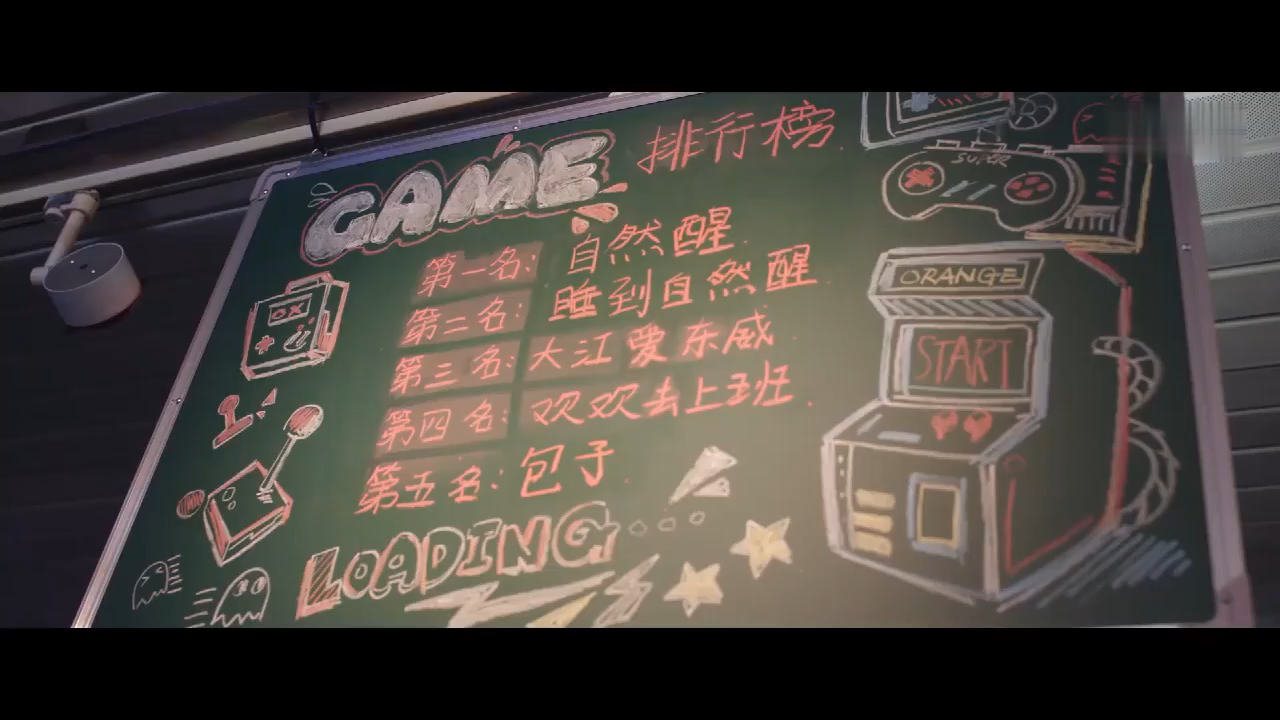 GAME 排行榜
第一名: 自然醒
第二名: 睡到自然醒
第三名: 大江爱东威
第四名: 欢欢去上班
第五名: 包子
LOADING...
SUPER
ORANGE
START